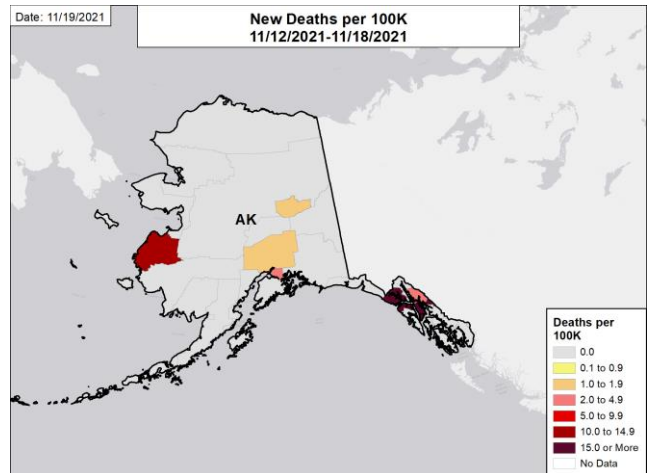 Date: 11/19/2021
New Deaths per 100K
11/12/2021-11/18/2021
AK
Deaths per
100K
0.0
0.1 to 0.9
1.0 to 1.9
2.0 to 4.9
5.0 to 9.9
10.0 to 14.9
15.0 or More
No Data